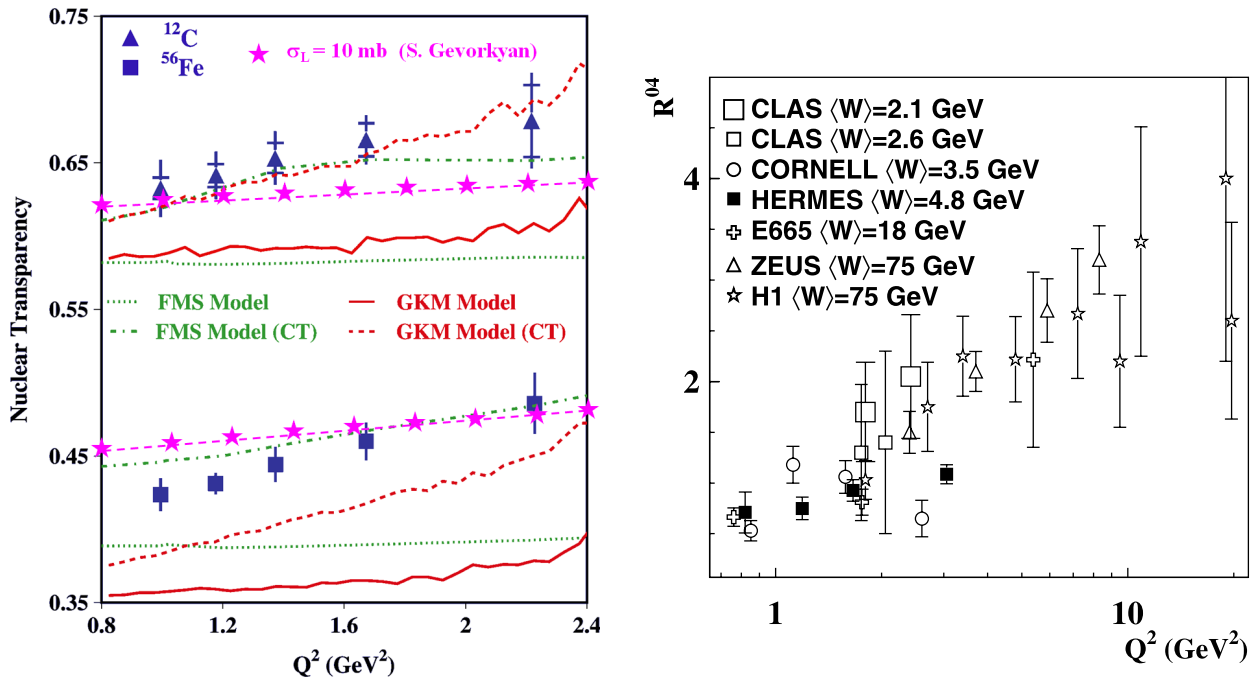 0.75
0.65
0.55
0.45
0.35
Nuclear Transparency
¹²C
⁵⁶Fe
σ_L = 10 mb (S. Gevorkyan)
FMS Model
GKM Model
FMS Model (CT)
GKM Model (CT)
0.8
1.2
1.6
2
2.4
Q² (GeV²)
R⁰⁴
CLAS ⟨W⟩=2.1 GeV
CLAS ⟨W⟩=2.6 GeV
CORNELL ⟨W⟩=3.5 GeV
HERMES ⟨W⟩=4.8 GeV
E665 ⟨W⟩=18 GeV
ZEUS ⟨W⟩=75 GeV
H1 ⟨W⟩=75 GeV
4
2
1
10
Q² (GeV²)